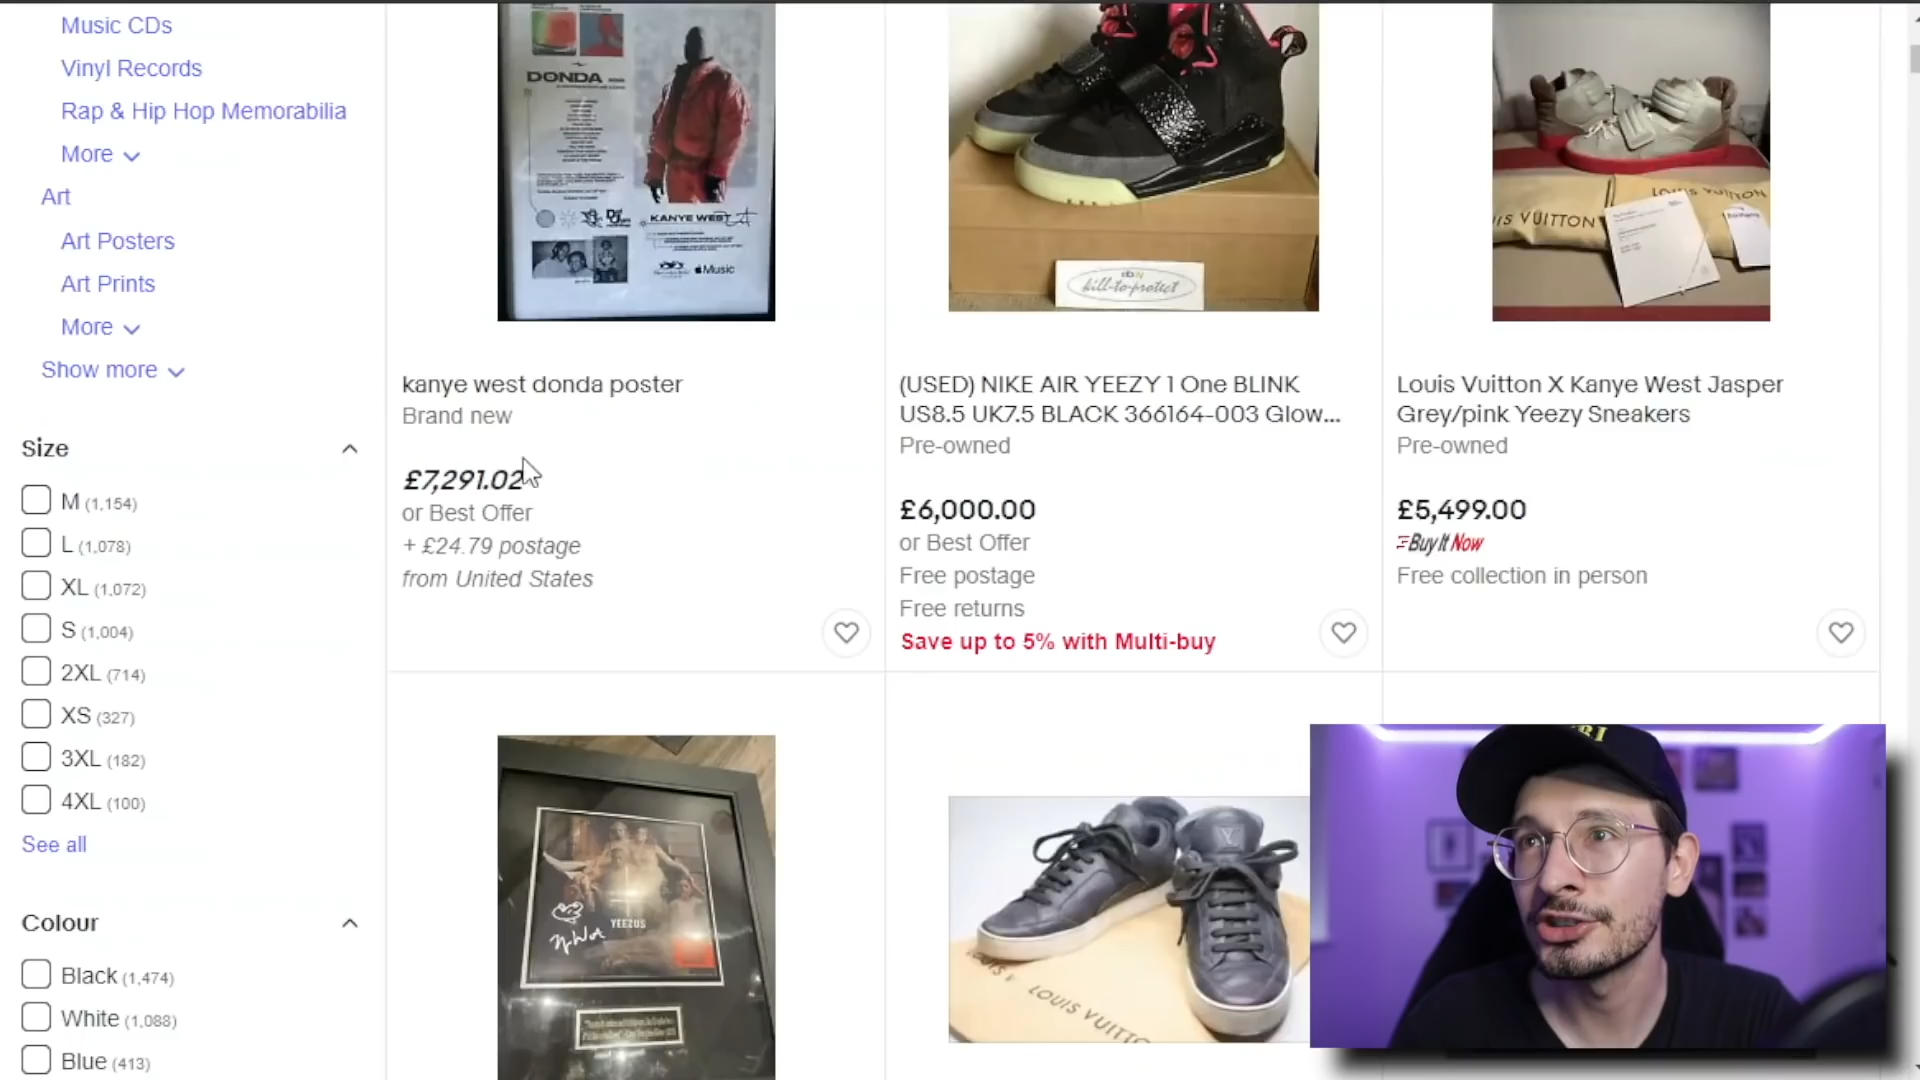 Music CDs
Vinyl Records
Rap & Hip Hop Memorabilia
More
Art
Art Posters
Art Prints
More
Show more
Size
M (1,154)
L (1,078)
XL (1,072)
S (1,004)
2XL (714)
XS (327)
3XL (182)
4XL (100)
See all
Colour
Black (1,474)
White (1,088)
Blue (413)
DONDA
KANYE WEST
Music
kanye west donda poster
Brand new
£7,291.02
or Best Offer
+ £24.79 postage
from United States
ebay
bill-to-protect
(USED) NIKE AIR YEEZY 1 One BLINK
US8.5 UK7.5 BLACK 366164-003 Glow...
Pre-owned
£6,000.00
or Best Offer
Free postage
Free returns
Save up to 5% with Multi-buy
LOUIS VUITTON
IS VUITTON
Louis Vuitton X Kanye West Jasper
Grey/pink Yeezy Sneakers
Pre-owned
£5,499.00
Buy It Now
Free collection in person
YEEZUS
LOUIS VUITTO